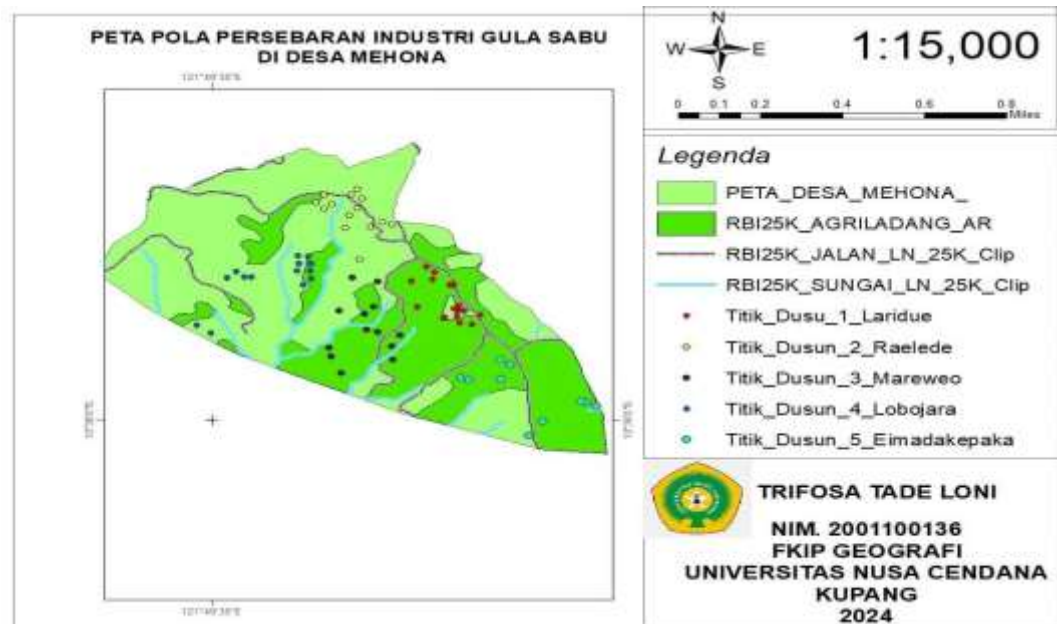 PETA POLA PERSEBARAN INDUSTRI GULA SABU
DI DESA MEHONA
N
W E
S
1:15,000
0 0.1 0.2 0.4 0.6 0.8
Miles
Legenda
PETA_DESA_MEHONA_
RBI25K_AGRILADANG_AR
RBI25K_JALAN_LN_25K_Clip
RBI25K_SUNGAI_LN_25K_Clip
Titik_Dusu_1_Laridue
Titik_Dusun_2_Raelede
Titik_Dusun_3_Mareweo
Titik_Dusun_4_Lobojara
Titik_Dusun_5_Eimadakepaka
TRIFOSA TADE LONI
NIM. 2001100136
FKIP GEOGRAFI
UNIVERSITAS NUSA CENDANA
KUPANG
2024